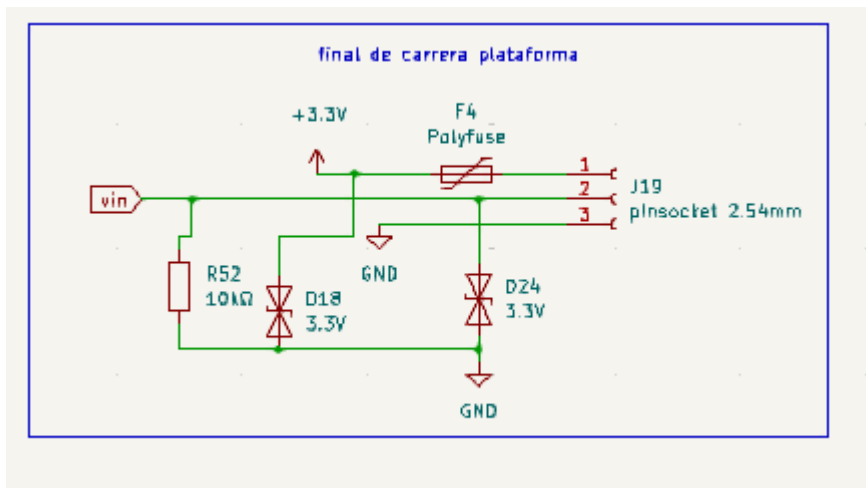 final de carrera plataforma
+3.3V
F4
Polyfuse
1
2
3
J19
pinsocket 2.54mm
vin
GND
R52
10kΩ
D18
3.3V
D24
3.3V
GND